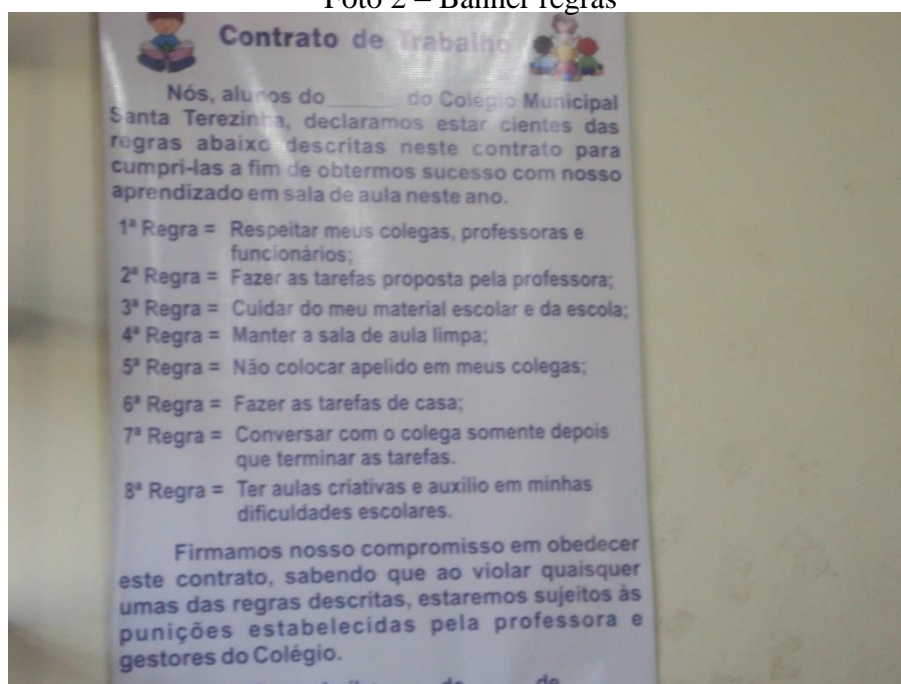 Foto 2 – Banner regras
Contrato de Trabalho
Nós, alunos do ______ do Colégio Municipal
Santa Terezinha, declaramos estar cientes das
regras abaixo descritas neste contrato para
cumpri-las a fim de obtermos sucesso com nosso
aprendizado em sala de aula neste ano.
1ª Regra = Respeitar meus colegas, professoras e
funcionários;
2ª Regra = Fazer as tarefas proposta pela professora;
3ª Regra = Cuidar do meu material escolar e da escola;
4ª Regra = Manter a sala de aula limpa;
5ª Regra = Não colocar apelido em meus colegas;
6ª Regra = Fazer as tarefas de casa;
7ª Regra = Conversar com o colega somente depois
que terminar as tarefas.
8ª Regra = Ter aulas criativas e auxílio em minhas
dificuldades escolares.
Firmamos nosso compromisso em obedecer
este contrato, sabendo que ao violar quaisquer
umas das regras descritas, estaremos sujeitos às
punições estabelecidas pela professora e
gestores do Colégio.
de de